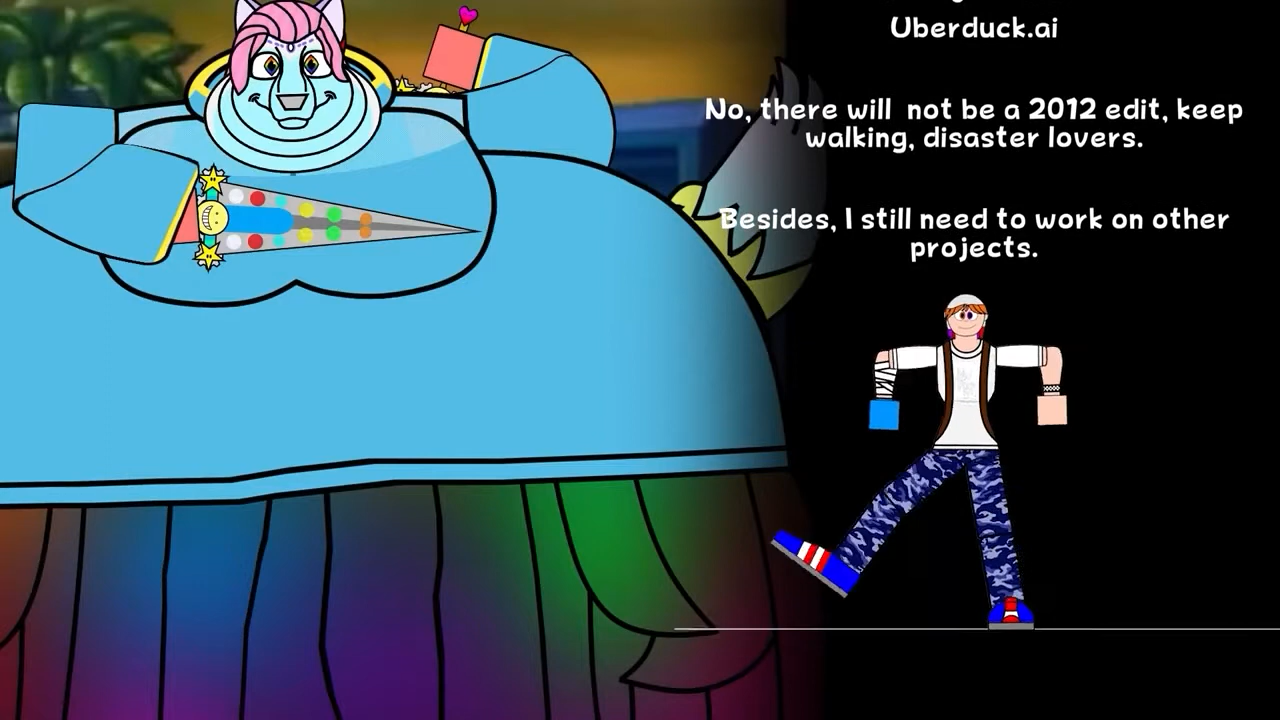 Uberduck.ai
No, there will not be a 2012 edit, keep
walking, disaster lovers.
Besides, I still need to work on other
projects.